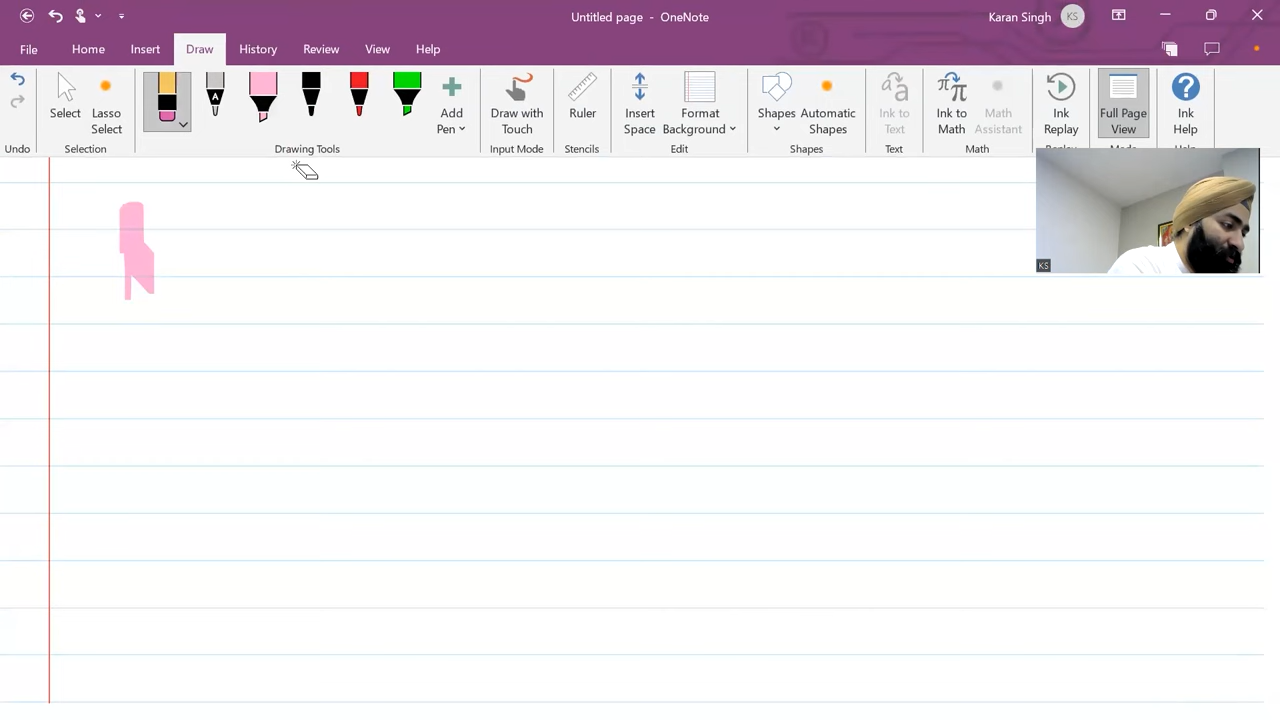 Untitled page - OneNote
Karan Singh KS
File Home Insert Draw History Review View Help
Select
Lasso Select
A
Add Pen
Draw with Touch
Ruler
Insert Space
Format Background
Shapes
Automatic Shapes
Ink to Text
Ink to Math
Math Assistant
Ink Replay
Full Page View
Ink Help
Undo Selection Drawing Tools Input Mode Stencils Edit Shapes Text Math
KS